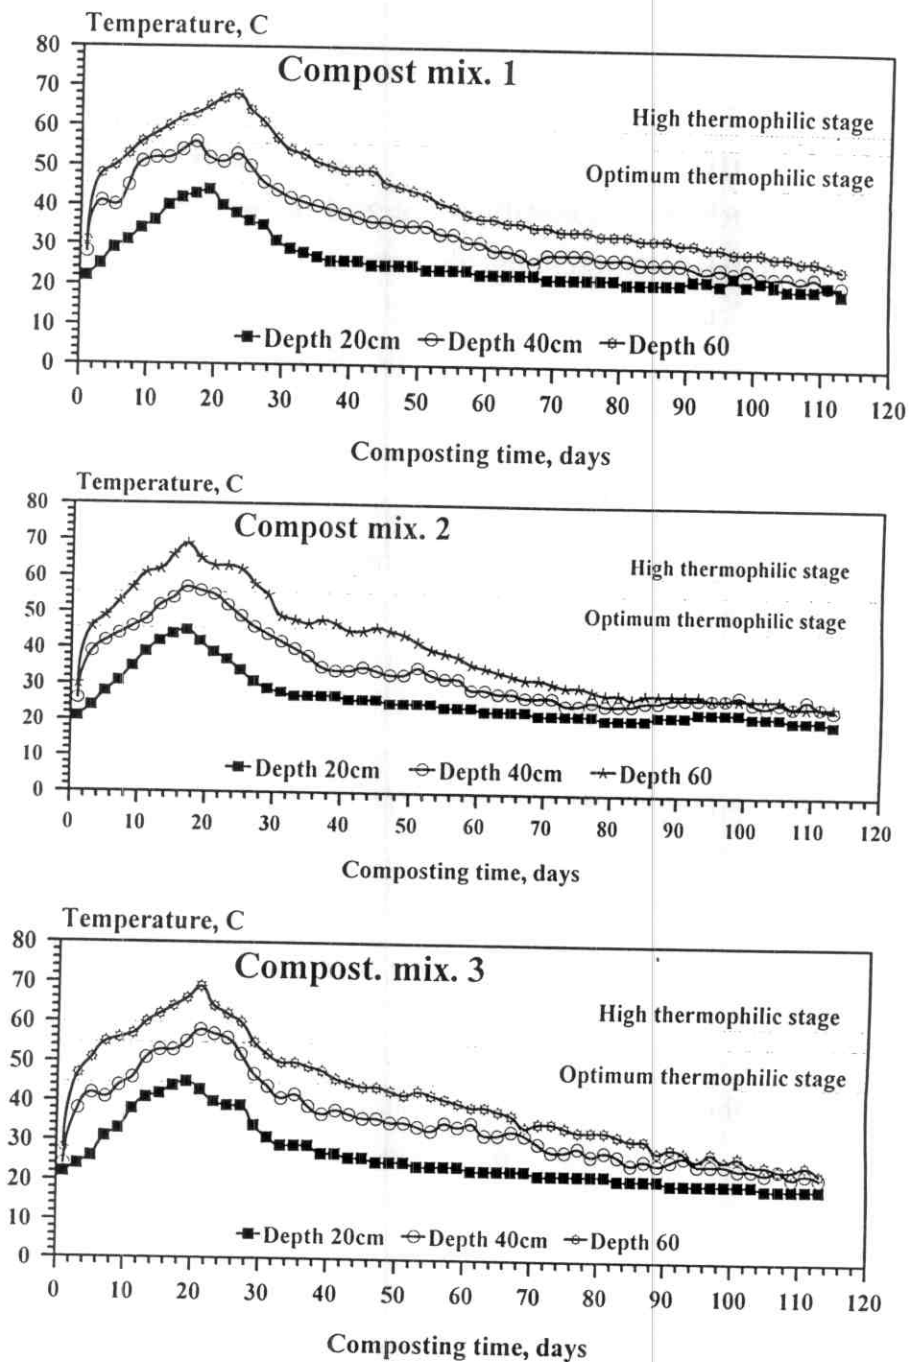 Temperature, C
80
Compost mix. 1
70
High thermophilic stage
60
50
Optimum thermophilic stage
40
30
20
10
Depth 20cm Depth 40cm Depth 60
0
0 10 20 30 40 50 60 70 80 90 100 110 120
Composting time, days
Temperature, C
80
Compost mix. 2
70
High thermophilic stage
60
50
Optimum thermophilic stage
40
30
20
10
Depth 20cm Depth 40cm Depth 60
0
0 10 20 30 40 50 60 70 80 90 100 110 120
Composting time, days
Temperature, C
80
Compost. mix. 3
70
High thermophilic stage
60
50
Optimum thermophilic stage
40
30
20
10
Depth 20cm Depth 40cm Depth 60
0
0 10 20 30 40 50 60 70 80 90 100 110 120
Composting time, days